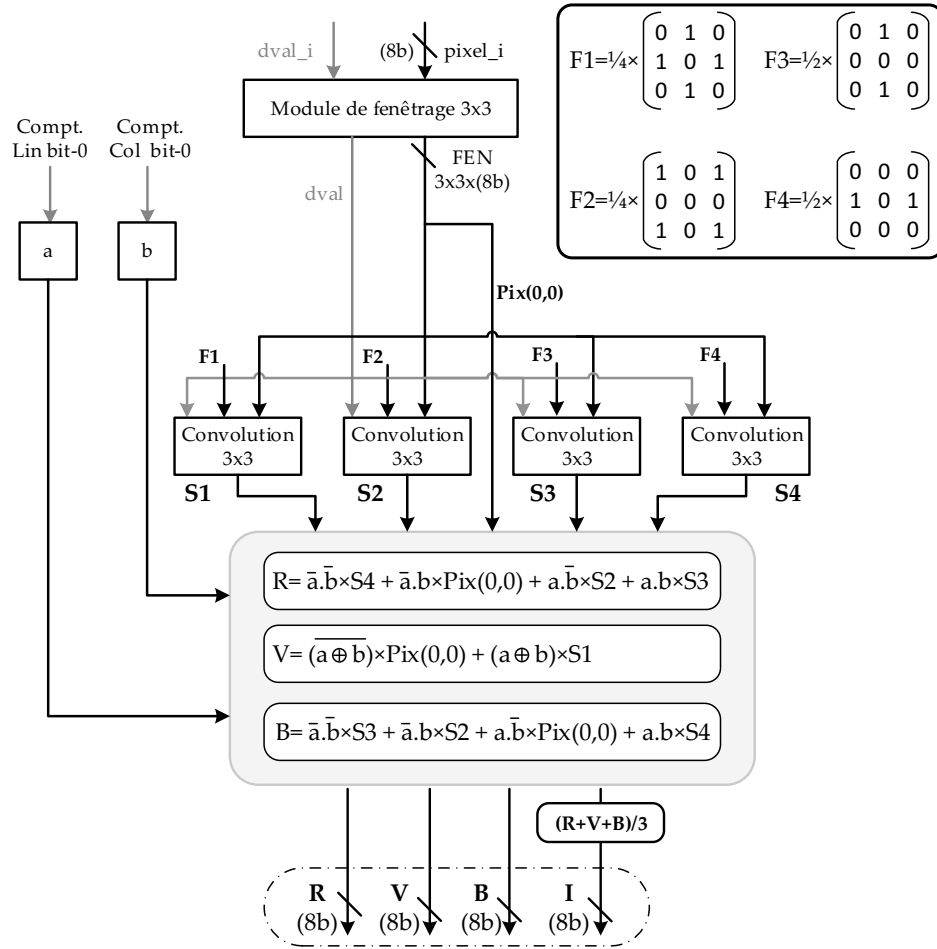 dval_i
(8b)
pixel_i
Module de fenêtrage 3x3
Compt.
Lin bit-0
Compt.
Col bit-0
dval
FEN
3x3x(8b)
a
b
Pix(0,0)
F1=¼×
0 1 0
1 0 1
0 1 0
F3=½×
0 1 0
0 0 0
0 1 0
F2=¼×
1 0 1
0 0 0
1 0 1
F4=½×
0 0 0
1 0 1
0 0 0
F1
F2
F3
F4
Convolution
3x3
Convolution
3x3
Convolution
3x3
Convolution
3x3
S1
S2
S3
S4
R= a̅.b̅×S4 + a̅.b×Pix(0,0) + a.b̅×S2 + a.b×S3
V= (a̅ ⊕̅ b̅)×Pix(0,0) + (a ⊕ b)×S1
B= a̅.b̅×S3 + a̅.b×S2 + a.b̅×Pix(0,0) + a.b×S4
(R+V+B)/3
R
(8b)
V
(8b)
B
(8b)
I
(8b)